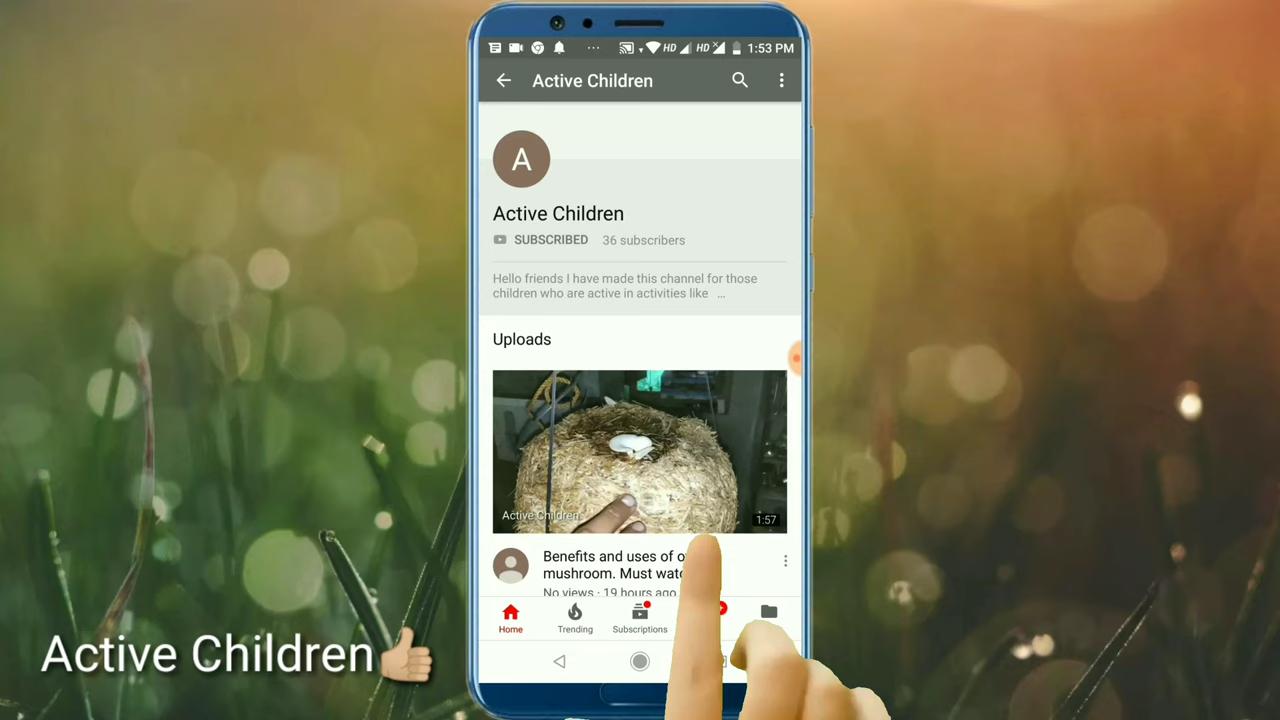 HD HD 1:53 PM
Active Children
A
Active Children
SUBSCRIBED 36 subscribers
Hello friends I have made this channel for those
children who are active in activities like ...
Uploads
Active Children
1:57
Benefits and uses of
mushroom. Must
No views · 19 hours ago
Home Trending Subscriptions
Active Children